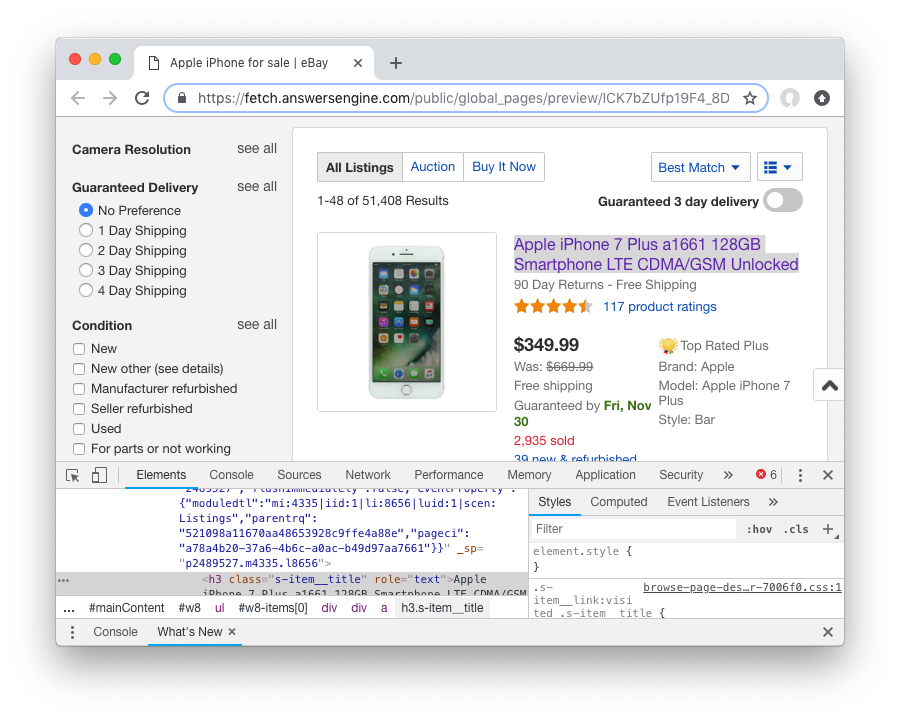 Apple iPhone for sale | eBay
https://fetch.answersengine.com/public/global_pages/preview/lCK7bZUfp19F4_8D
Camera Resolution see all
Guaranteed Delivery see all
No Preference
1 Day Shipping
2 Day Shipping
3 Day Shipping
4 Day Shipping
Condition see all
New
New other (see details)
Manufacturer refurbished
Seller refurbished
Used
For parts or not working
All Listings Auction Buy It Now Best Match
1-48 of 51,408 Results Guaranteed 3 day delivery
Apple iPhone 7 Plus a1661 128GB
Smartphone LTE CDMA/GSM Unlocked
90 Day Returns - Free Shipping
117 product ratings
$349.99
Was: $669.99
Free shipping
Guaranteed by Fri, Nov
30
2,935 sold
39 new & refurbished
Top Rated Plus
Brand: Apple
Model: Apple iPhone 7
Plus
Style: Bar
Elements Console Sources Network Performance Memory Application Security » 6
"2489527","flushImmediately":false,"eventProperty":
{"moduledtl":"mi:4335|iid:1|li:8656|luid:1|scen:
Listings","parentrq":
"521098a11670aa48653928c9ffe4a88e","pageci":
"a78a4b20-37a6-4b6c-a0ac-b49d97aa7661"}}" _sp=
"p2489527.m4335.l8656">
<h3 class="s-item__title" role="text">Apple
iPhone 7 Plus a1661 128GB Smartphone LTE CDMA/GSM
... #mainContent #w8 ul #w8-items[0] div div a h3.s-item__title
Styles Computed Event Listeners »
Filter :hov .cls +
element.style {
}
.s- browse-page-des…r-7006f0.css:1
item__link:visi
ted .s-item__title {
Console What's New ×